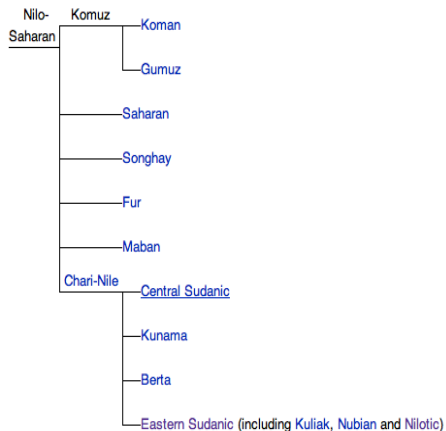 Nilo-
Saharan
Komuz
Koman
Gumuz
Saharan
Songhay
Fur
Maban
Chari-Nile
Central Sudanic
Kunama
Berta
Eastern Sudanic (including Kuliak, Nubian and Nilotic)